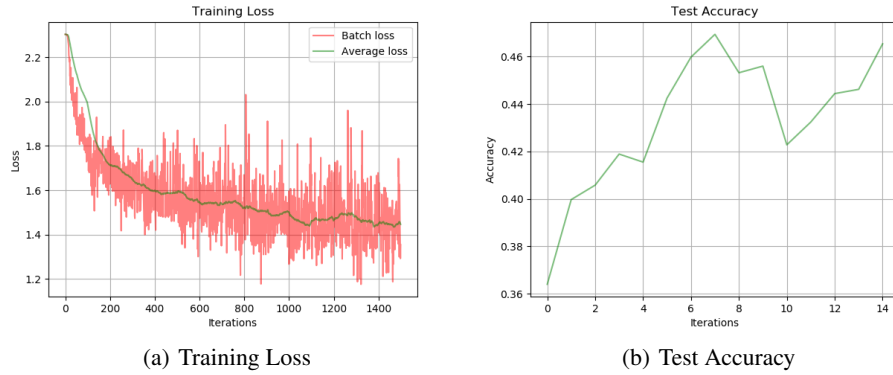 Training Loss
Batch loss
Average loss
2.2
2.0
1.8
1.6
1.4
1.2
Loss
0 200 400 600 800 1000 1200 1400
Iterations
(a) Training Loss
Test Accuracy
0.46
0.44
0.42
0.40
0.38
0.36
Accuracy
0 2 4 6 8 10 12 14
Iterations
(b) Test Accuracy